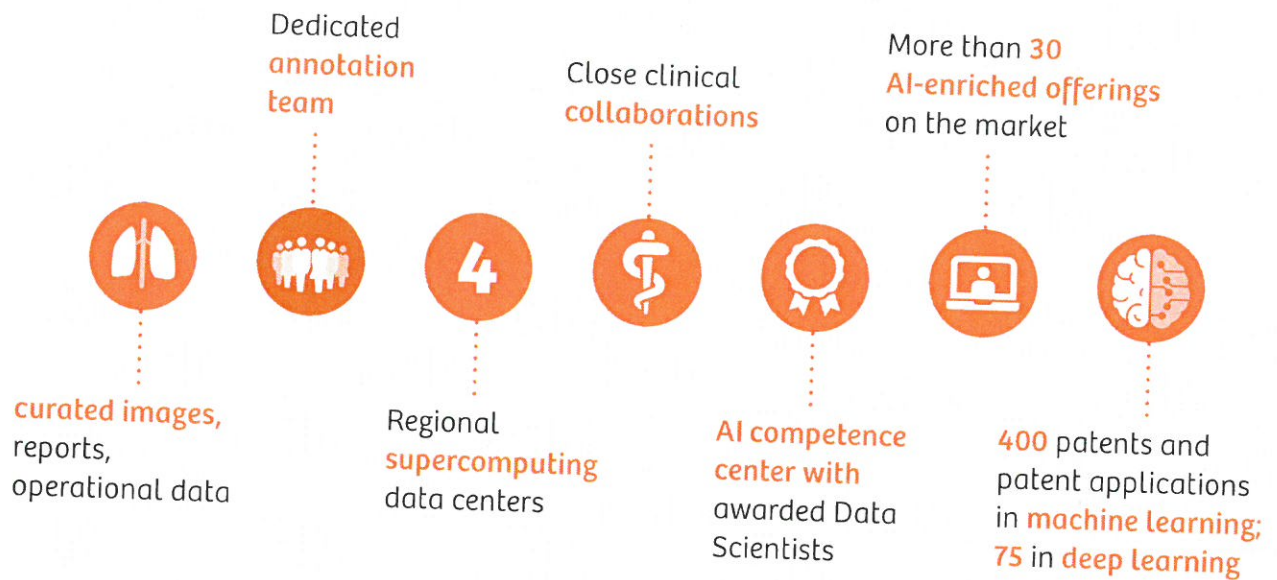 Dedicated
annotation
team
Close clinical
collaborations
More than 30
AI-enriched offerings
on the market
4
curated images,
reports,
operational data
Regional
supercomputing
data centers
AI competence
center with
awarded Data
Scientists
400 patents and
patent applications
in machine learning;
75 in deep learning